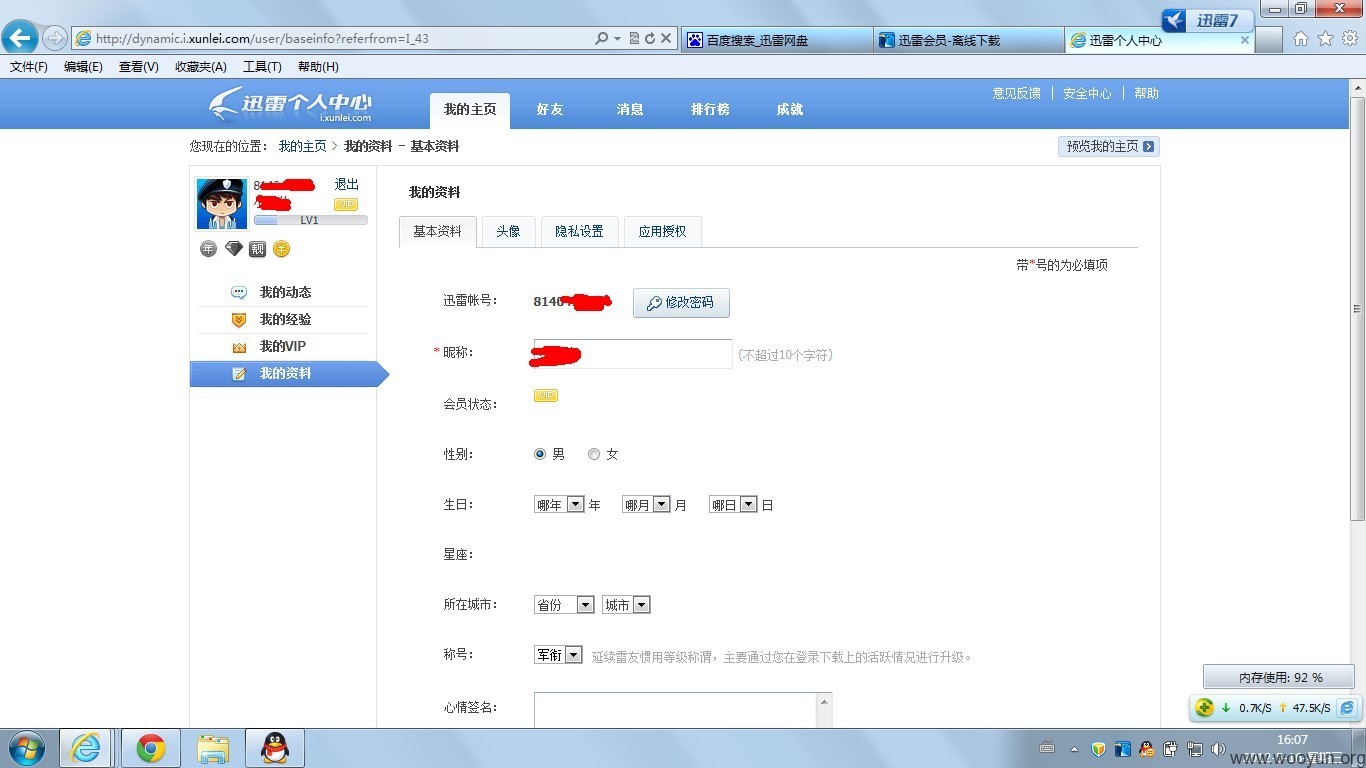 迅雷7
http://dynamic.i.xunlei.com/user/baseinfo?referfrom=I_43
百度搜索_迅雷网盘
迅雷会员-离线下载
迅雷个人中心
文件(F) 编辑(E) 查看(V) 收藏夹(A) 工具(T) 帮助(H)
迅雷个人中心
i.xunlei.com
我的主页 好友 消息 排行榜 成就
意见反馈 | 安全中心 | 帮助
您现在的位置: 我的主页 > 我的资料 - 基本资料
预览我的主页
退出
VIP
LV1
年 靓
我的动态
我的经验
我的VIP
我的资料
我的资料
基本资料 头像 隐私设置 应用授权
带*号的为必填项
迅雷帐号: 8140 修改密码
* 昵称: (不超过10个字符)
会员状态: VIP
性别: 男 女
生日: 哪年 年 哪月 月 哪日 日
星座:
所在城市: 省份 城市
称号: 军衔 延续雷友惯用等级称谓，主要通过您在登录下载上的活跃情况进行升级。
心情签名:
内存使用: 92 %
0.7K/S 47.5K/S
16:07
www.wooyun.org